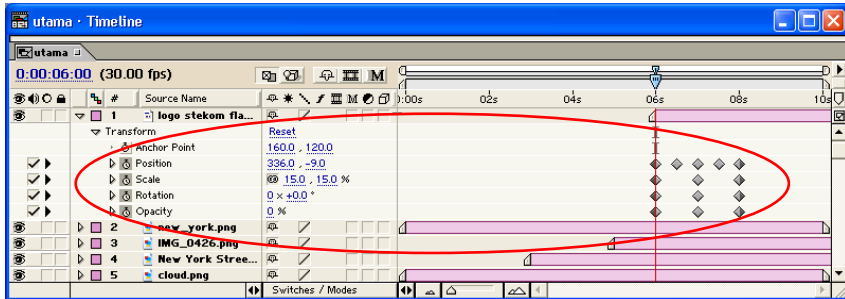 utama · Timeline
utama
0:00:06:00 (30.00 fps) M
# Source Name M ):00s 02s 04s 06s 08s 10s
1 logo stekom fla...
Transform Reset
Anchor Point 160.0 , 120.0
Position 336.0 , -9.0
Scale 15.0 , 15.0 %
Rotation 0 x +0.0 °
Opacity 0 %
2 new_york.png
3 IMG_0426.png
4 New York Stree...
5 cloud.png
Switches / Modes